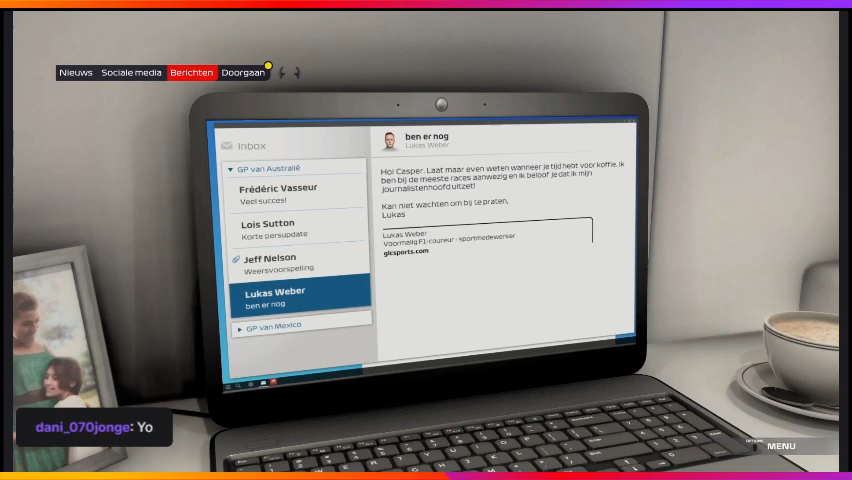 Nieuws Sociale media Berichten Doorgaan
Inbox
GP van Australië
Frédéric Vasseur
Veel succes!
Lois Sutton
Korte persupdate
Jeff Nelson
Weersvoorspelling
Lukas Weber
ben er nog
GP van Mexico
ben er nog
Lukas Weber
Hoi Casper. Laat maar even weten wanneer je tijd hebt voor koffie. Ik
ben bij de meeste races aanwezig en ik beloof je dat ik mijn
journalistenhoofd uitzet!
Kan niet wachten om bij te praten,
Lukas
Lukas Weber
Voormalig F1-coureur - sportmedewerker
glcsports.com
dani_070jonge: Yo
OPTIONS
MENU